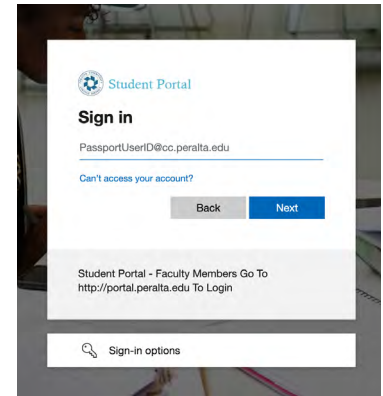 Student Portal
Sign in
PassportUserID@cc.peralta.edu
Can't access your account?
Back Next
Student Portal - Faculty Members Go To
http://portal.peralta.edu To Login
Sign-in options